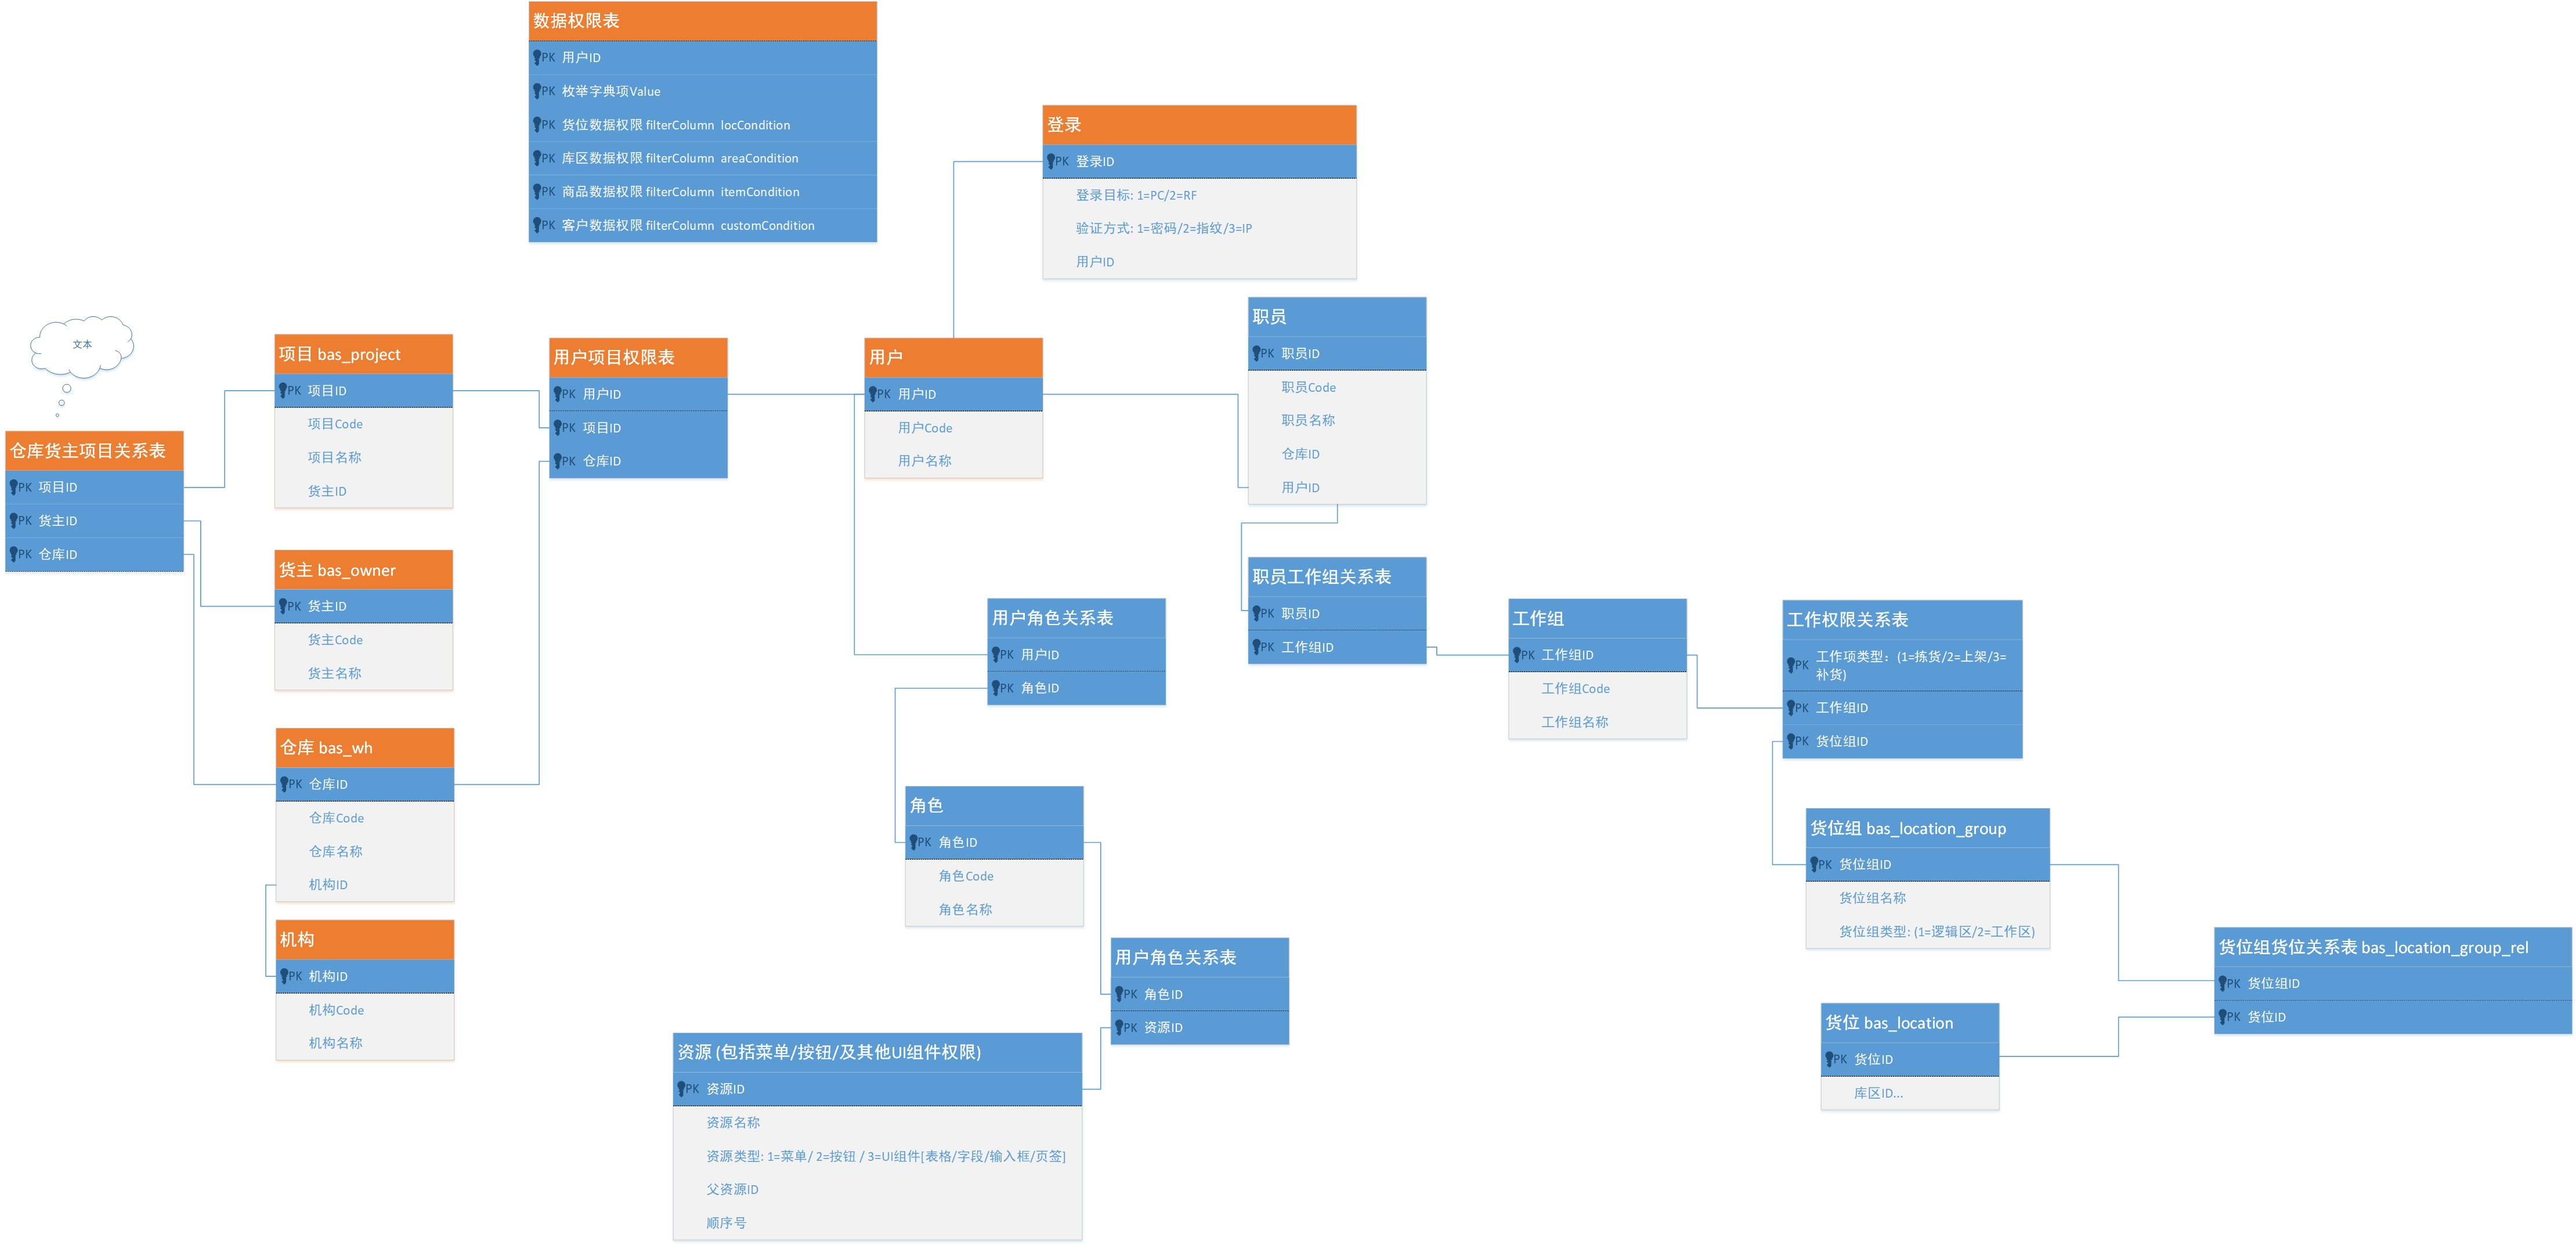 数据权限表
PK 用户ID
PK 枚举字典项Value
PK 货位数据权限 filterColumn locCondition
PK 库区数据权限 filterColumn areaCondition
PK 商品数据权限 filterColumn itemCondition
PK 客户数据权限 filterColumn customCondition
登录
PK 登录ID
登录目标: 1=PC/2=RF
验证方式: 1=密码/2=指纹/3=IP
用户ID
文本
仓库货主项目关系表
PK 项目ID
PK 货主ID
PK 仓库ID
项目 bas_project
PK 项目ID
项目Code
项目名称
货主ID
货主 bas_owner
PK 货主ID
货主Code
货主名称
仓库 bas_wh
PK 仓库ID
仓库Code
仓库名称
机构ID
机构
PK 机构ID
机构Code
机构名称
用户项目权限表
PK 用户ID
PK 项目ID
PK 仓库ID
用户
PK 用户ID
用户Code
用户名称
职员
PK 职员ID
职员Code
职员名称
仓库ID
用户ID
职员工作组关系表
PK 职员ID
PK 工作组ID
用户角色关系表
PK 用户ID
PK 角色ID
角色
PK 角色ID
角色Code
角色名称
用户角色关系表
PK 角色ID
PK 资源ID
资源 (包括菜单/按钮/及其他UI组件权限)
PK 资源ID
资源名称
资源类型: 1=菜单/ 2=按钮 / 3=UI组件[表格/字段/输入框/页签]
父资源ID
顺序号
工作组
PK 工作组ID
工作组Code
工作组名称
工作权限关系表
PK 工作项类型：(1=拣货/2=上架/3=
补货)
PK 工作组ID
PK 货位组ID
货位组 bas_location_group
PK 货位组ID
货位组名称
货位组类型: (1=逻辑区/2=工作区)
货位 bas_location
PK 货位ID
库区ID...
货位组货位关系表 bas_location_group_rel
PK 货位组ID
PK 货位ID